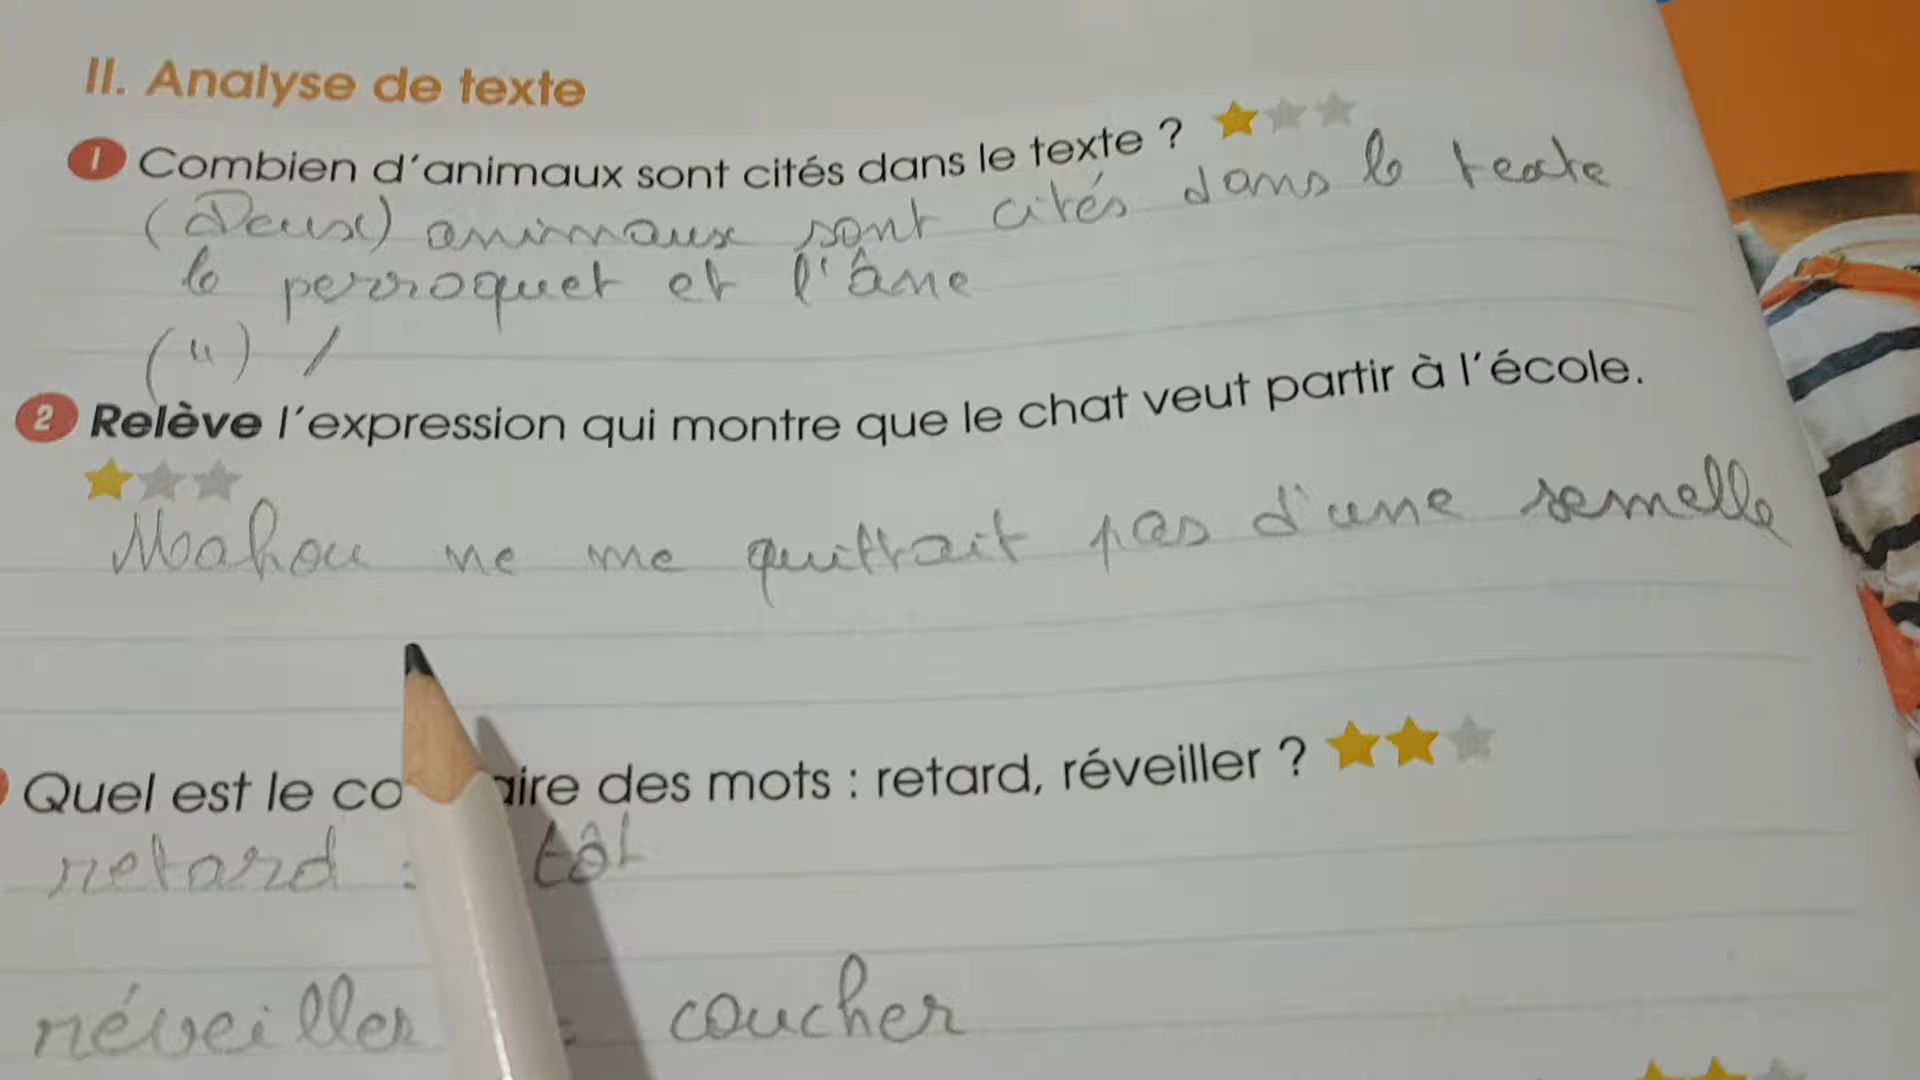 II. Analyse de texte
1 Combien d'animaux sont cités dans le texte ?
(Deux) animaux sont cités dans le texte
le perroquet et l'âne
(") /
2 Relève l'expression qui montre que le chat veut partir à l'école.
Moahou ne me quittait pas d'une semelle
Quel est le co aire des mots : retard, réveiller ?
retard : tôt
réveiller : coucher